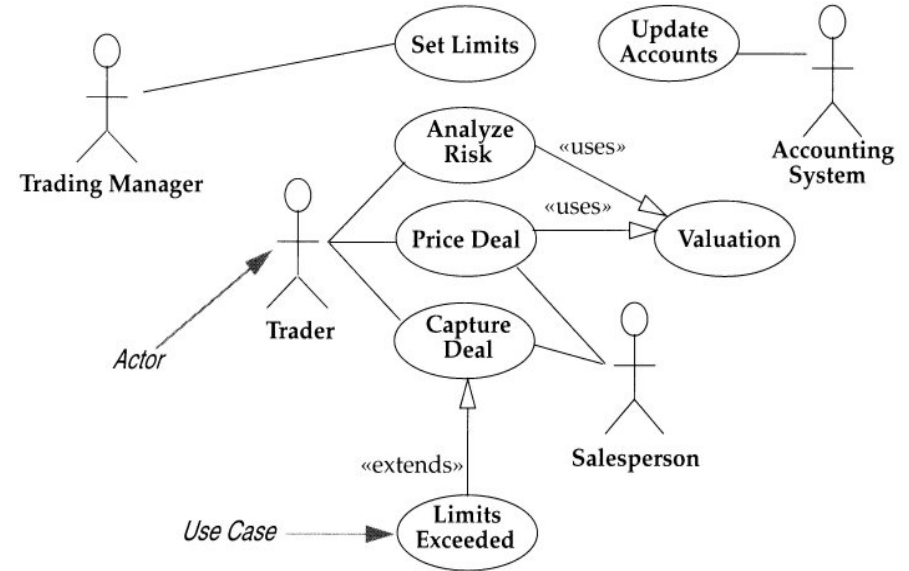 Set Limits
Update
Accounts
Trading Manager
Analyze
Risk
«uses»
Accounting
System
Price Deal
«uses»
Valuation
Trader
Actor
Capture
Deal
Salesperson
«extends»
Use Case
Limits
Exceeded